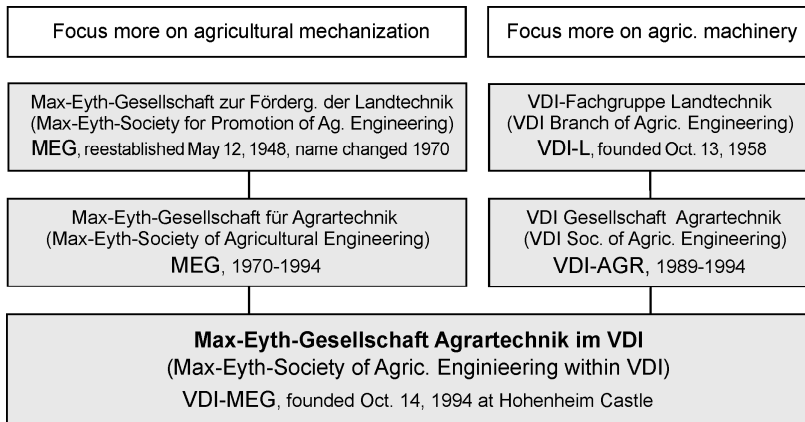 Focus more on agricultural mechanization
Focus more on agric. machinery
Max-Eyth-Gesellschaft zur Förderg. der Landtechnik
(Max-Eyth-Society for Promotion of Ag. Engineering)
MEG, reestablished May 12, 1948, name changed 1970
VDI-Fachgruppe Landtechnik
(VDI Branch of Agric. Engineering)
VDI-L, founded Oct. 13, 1958
Max-Eyth-Gesellschaft für Agrartechnik
(Max-Eyth-Society of Agricultural Engineering)
MEG, 1970-1994
VDI Gesellschaft Agrartechnik
(VDI Soc. of Agric. Engineering)
VDI-AGR, 1989-1994
Max-Eyth-Gesellschaft Agrartechnik im VDI
(Max-Eyth-Society of Agric. Enginieering within VDI)
VDI-MEG, founded Oct. 14, 1994 at Hohenheim Castle